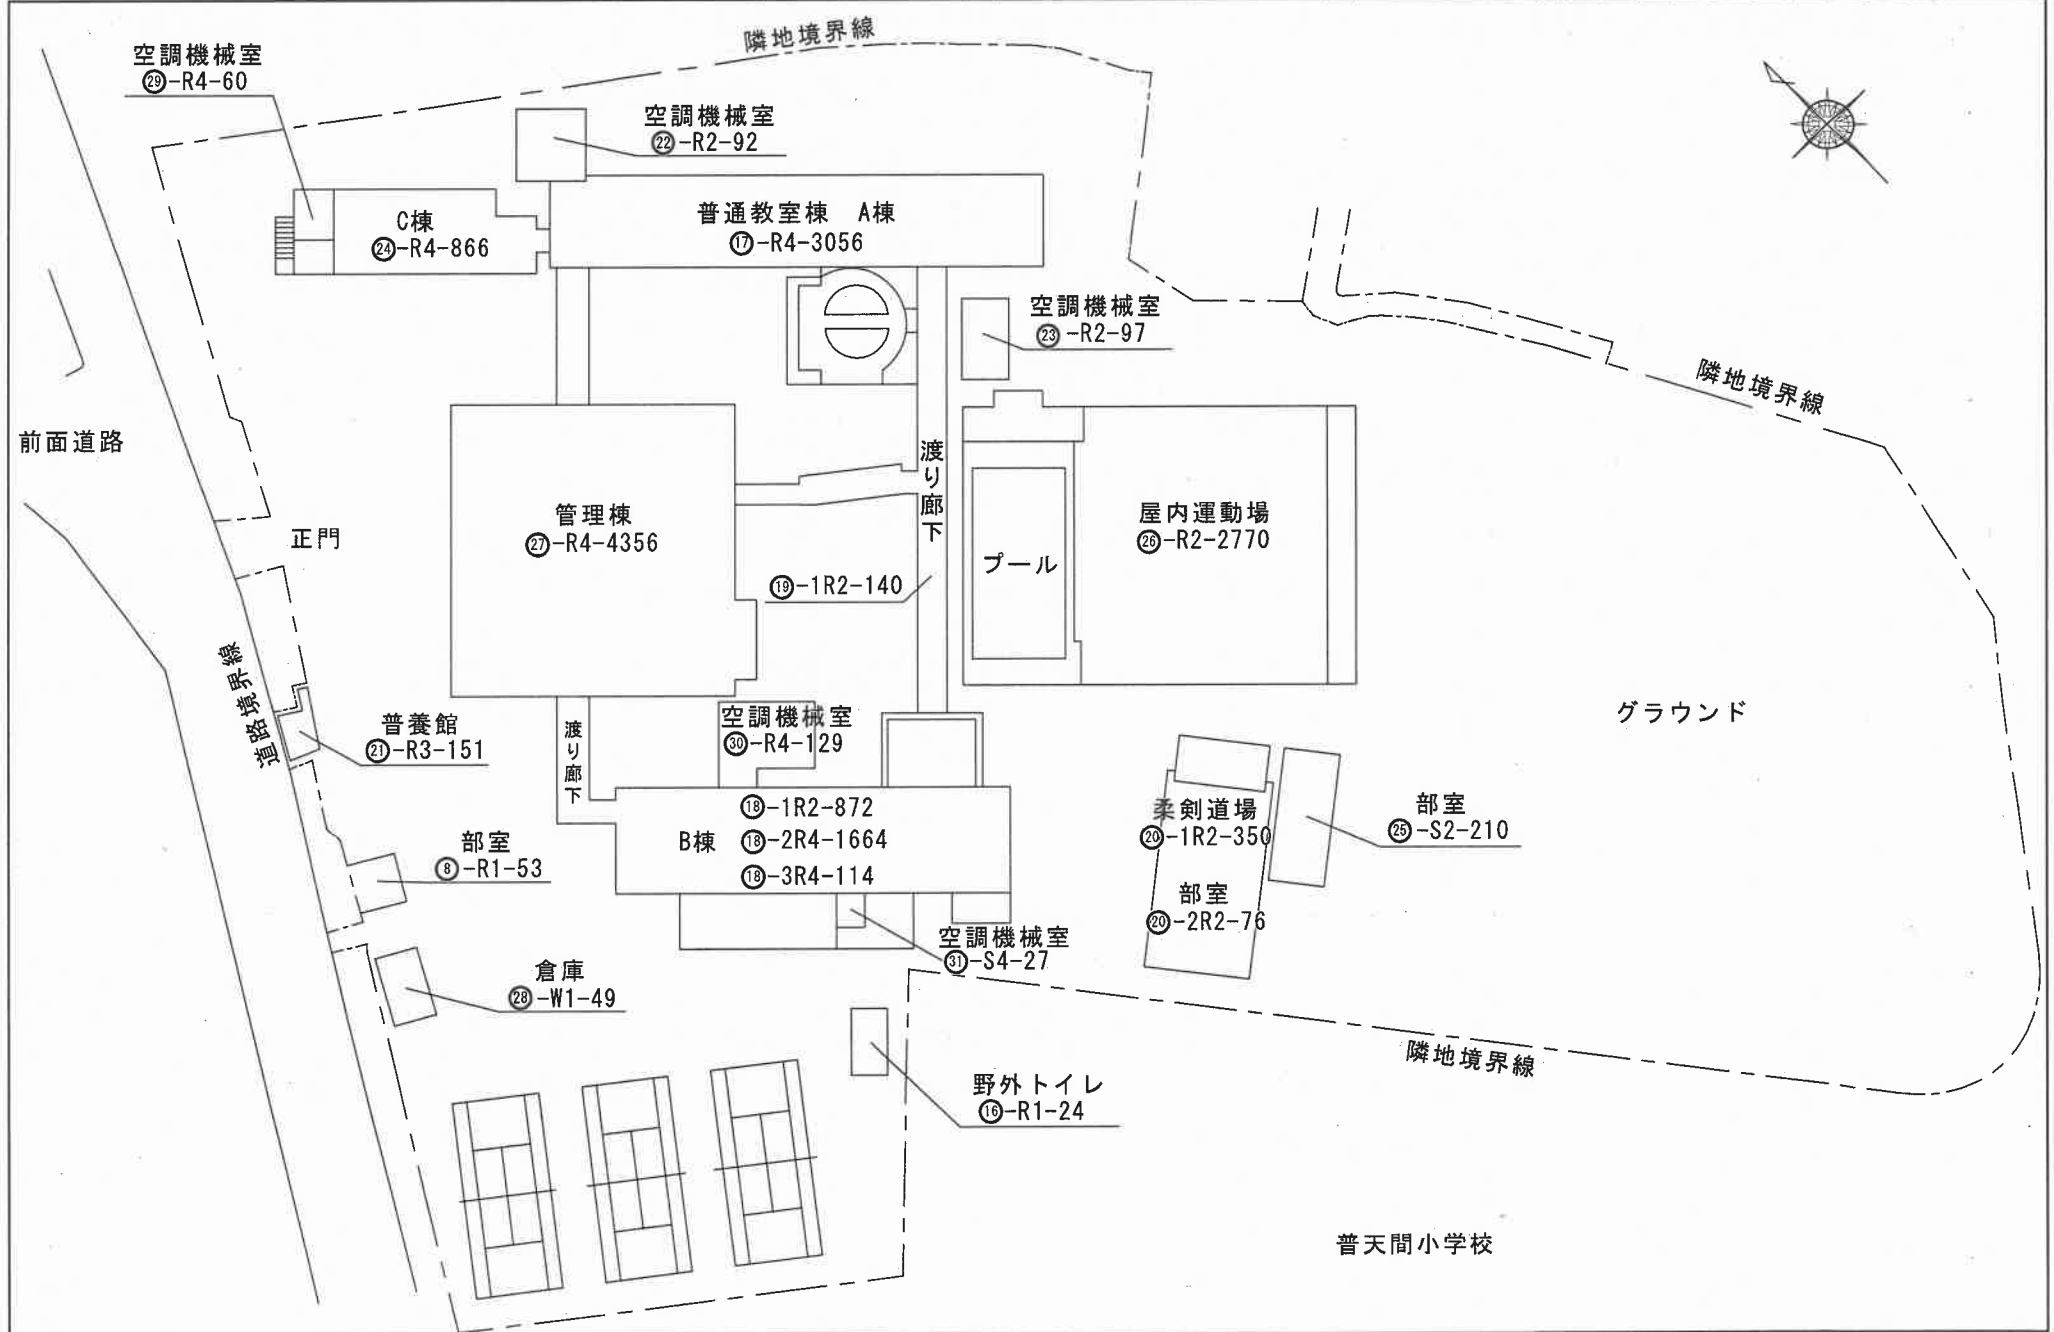 隣地境界線
空調機械室
㉙-R4-60
空調機械室
㉒-R2-92
C棟
㉔-R4-866
普通教室棟 A棟
⑰-R4-3056
空調機械室
㉓-R2-97
隣地境界線
前面道路
渡り廊下
管理棟
㉗-R4-4356
正門
屋内運動場
㉖-R2-2770
プール
⑲-1R2-140
道路境界線
普養館
㉑-R3-151
渡り廊下
空調機械室
㉚-R4-129
グラウンド
⑱-1R2-872
B棟 ⑱-2R4-1664
⑱-3R4-114
柔剣道場
⑳-1R2-350
部室
㉕-S2-210
部室
⑧-R1-53
部室
⑳-2R2-76
空調機械室
㉛-S4-27
倉庫
㉘-W1-49
隣地境界線
野外トイレ
⑯-R1-24
普天間小学校